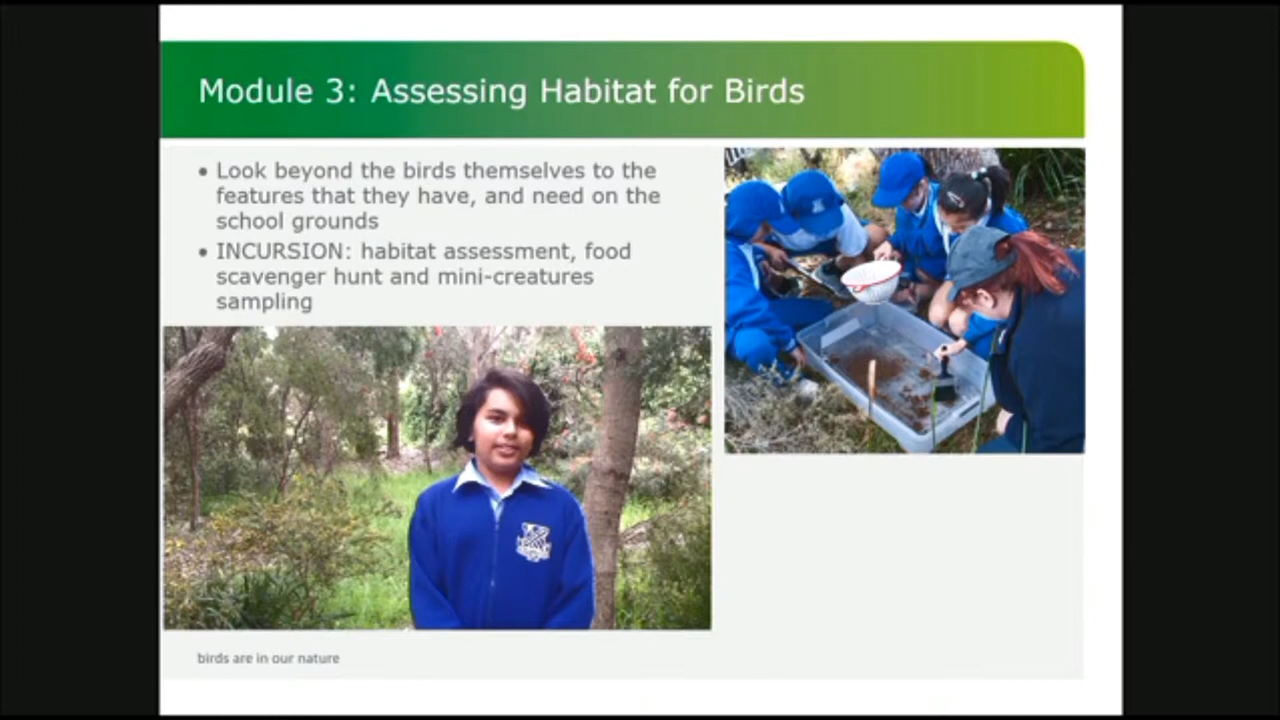 Module 3: Assessing Habitat for Birds
• Look beyond the birds themselves to the
features that they have, and need on the
school grounds
• INCURSION: habitat assessment, food
scavenger hunt and mini-creatures
sampling
birds are in our nature